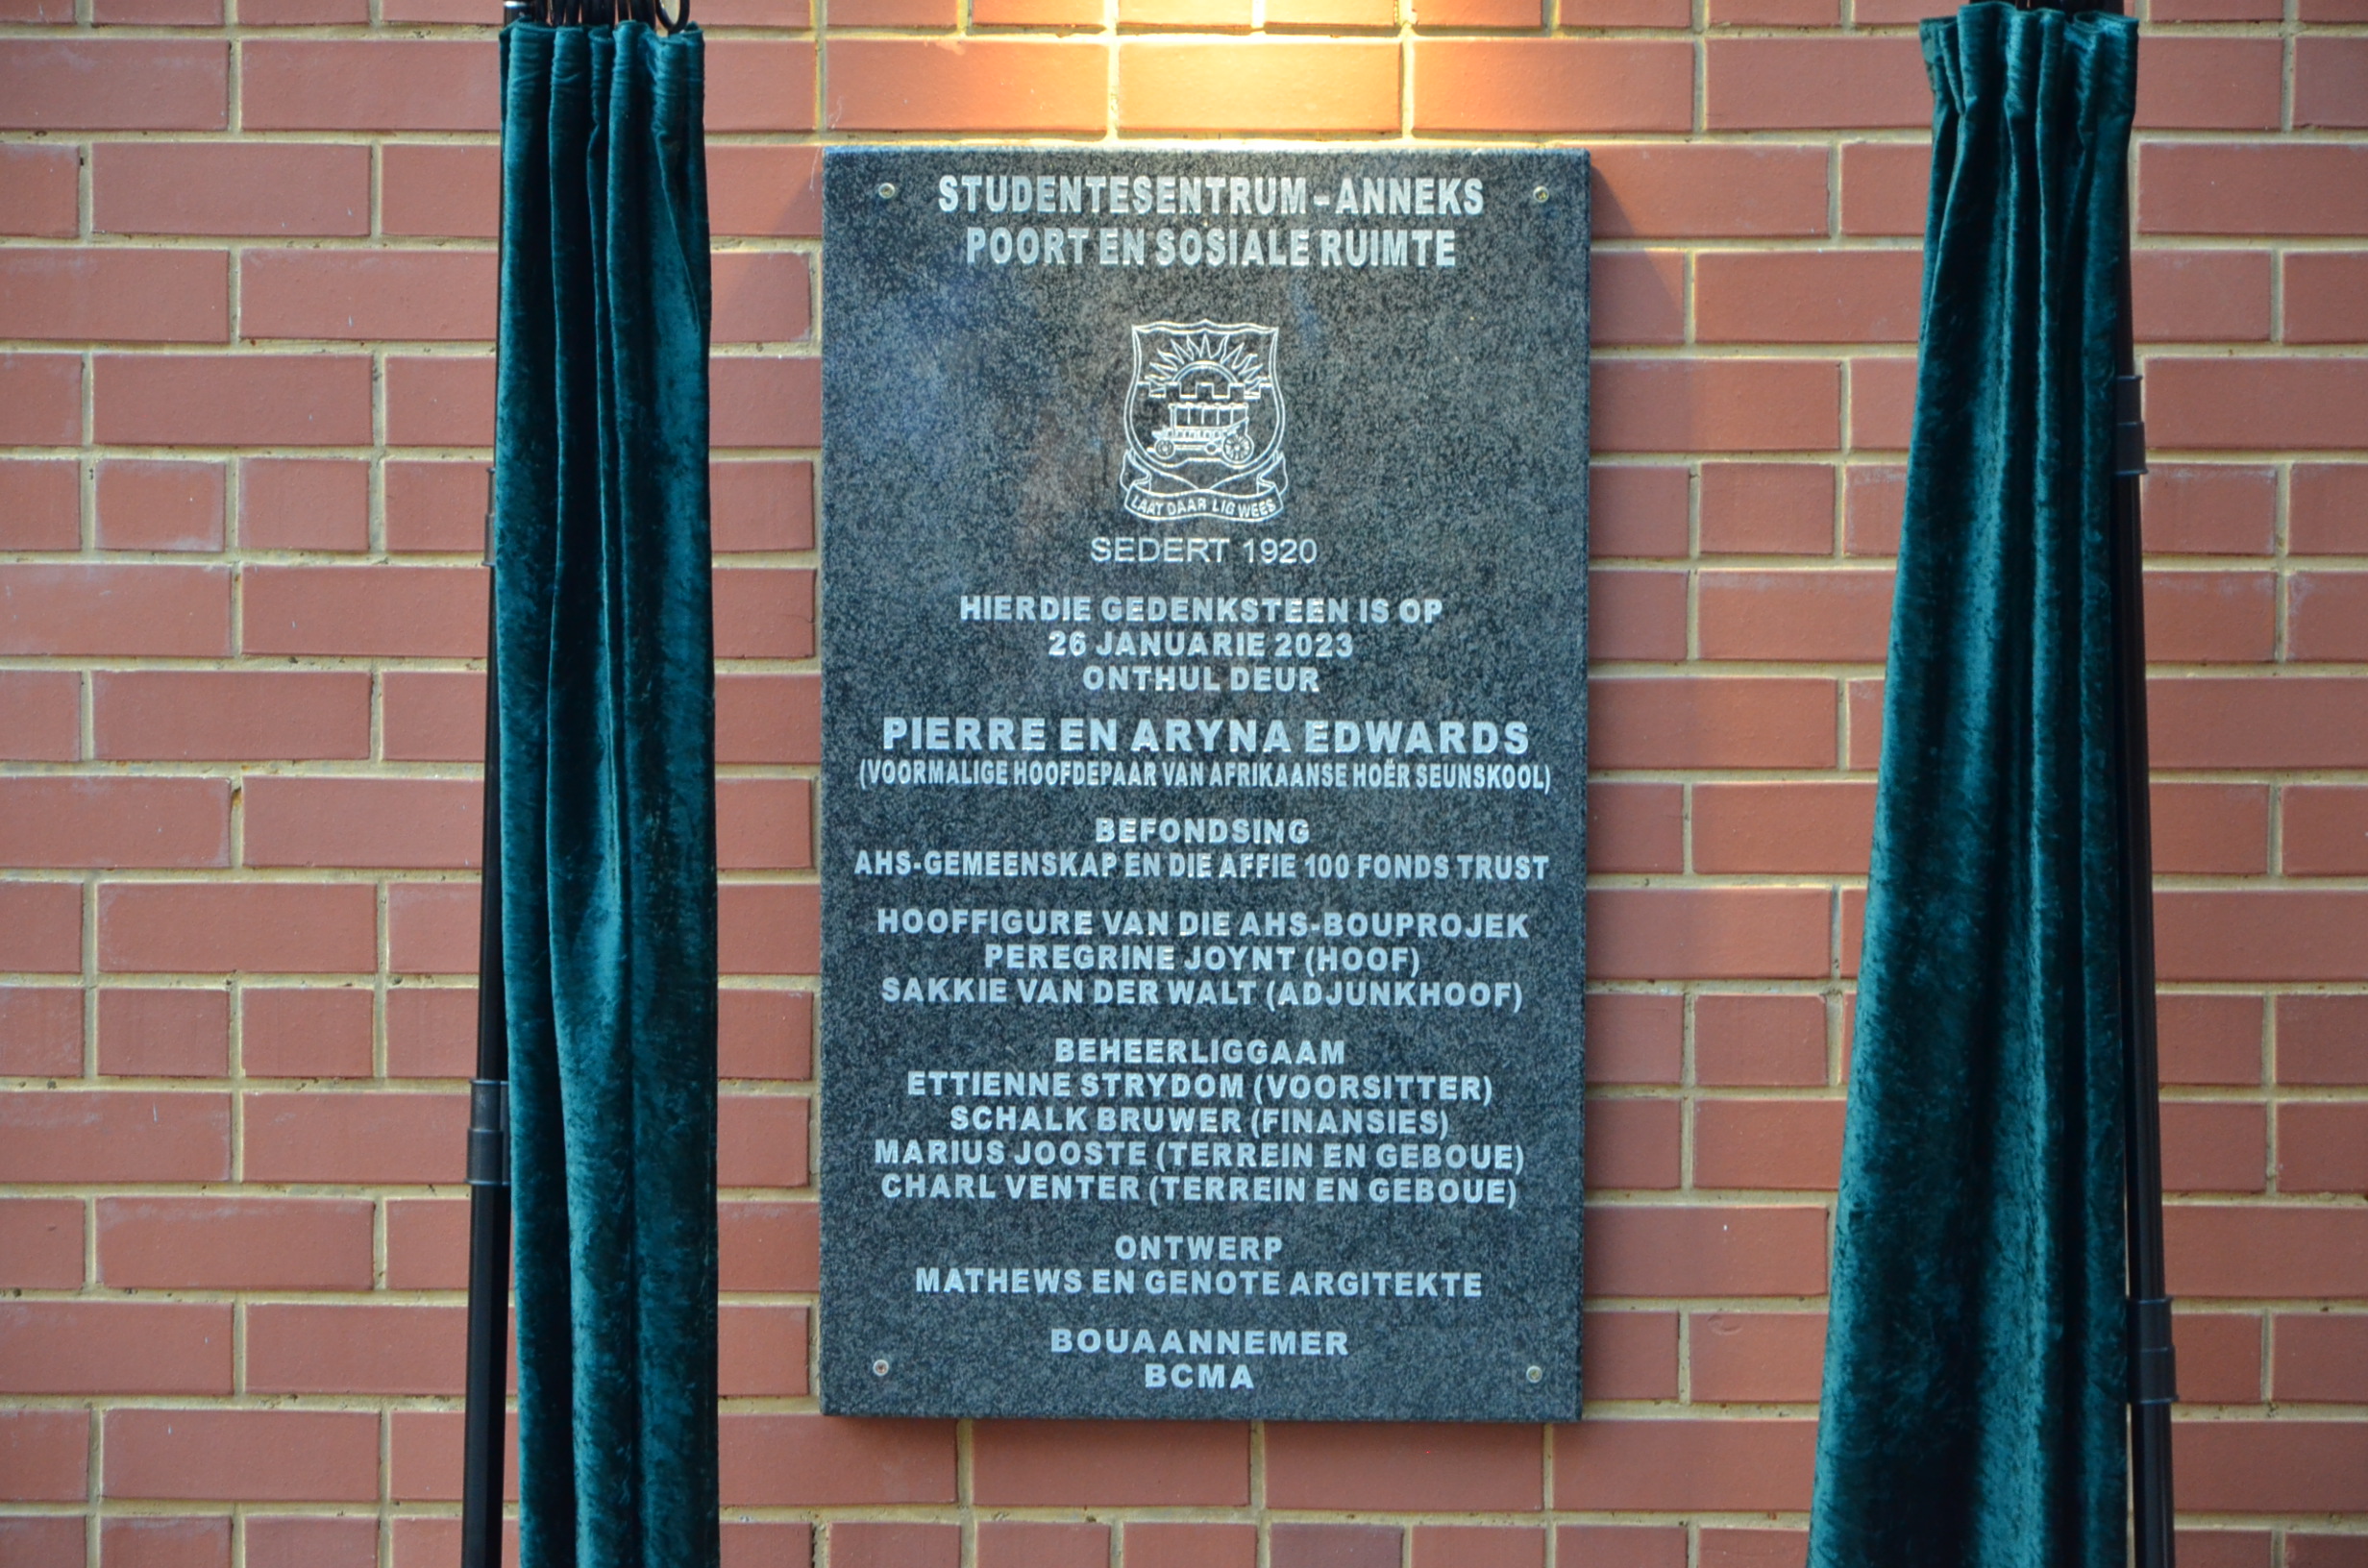 STUDENTESENTRUM-ANNEKS
POORT EN SOSIALE RUIMTE
LAAT DAAR LIG WEES
SEDERT 1920
HIERDIE GEDENKSTEEN IS OP
26 JANUARIE 2023
ONTHUL DEUR
PIERRE EN ARYNA EDWARDS
(VOORMALIGE HOOFDEPAAR VAN AFRIKAANSE HOËR SEUNSKOOL)
BEFONDSING
AHS-GEMEENSKAP EN DIE AFFIE 100 FONDS TRUST
HOOFFIGURE VAN DIE AHS-BOUPROJEK
PEREGRINE JOYNT (HOOF)
SAKKIE VAN DER WALT (ADJUNKHOOF)
BEHEERLIGGAAM
ETTIENNE STRYDOM (VOORSITTER)
SCHALK BRUWER (FINANSIES)
MARIUS JOOSTE (TERREIN EN GEBOUE)
CHARL VENTER (TERREIN EN GEBOUE)
ONTWERP
MATHEWS EN GENOTE ARGITEKTE
BOUAANNEMER
BCMA